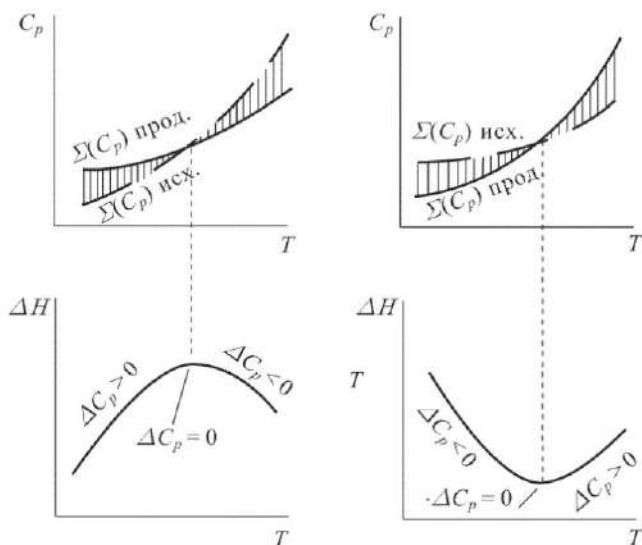 C_p
Σ(C_p) прод.
Σ(C_p) исх.
T
C_p
Σ(C_p) исх.
Σ(C_p) прод.
T
ΔH
ΔC_p > 0
ΔC_p < 0
ΔC_p = 0
T
ΔH
T
ΔC_p < 0
-ΔC_p = 0
ΔC_p > 0
T